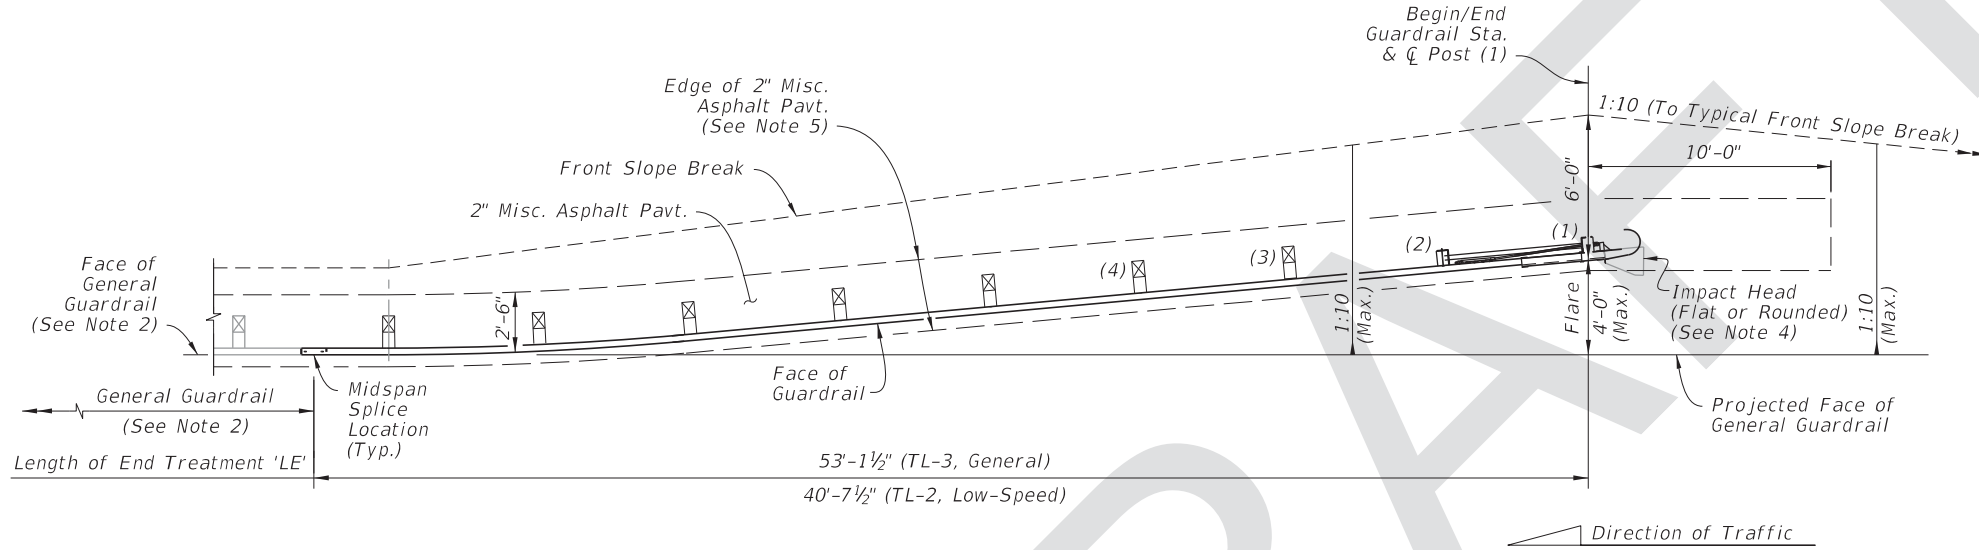 Begin/End
Guardrail Sta.
& ℄ Post (1)
Edge of 2" Misc.
Asphalt Pavt.
(See Note 5)
1:10 (To Typical Front Slope Break)
10'-0"
Front Slope Break
6'-0"
2" Misc. Asphalt Pavt.
(1)
(2)
(3)
(4)
Face of
General
Guardrail
(See Note 2)
2'-6"
1:10
(Max.)
Flare
4'-0"
(Max.)
Impact Head
(Flat or Rounded)
(See Note 4)
1:10
(Max.)
Face of
Guardrail
General Guardrail
(See Note 2)
Midspan
Splice
Location
(Typ.)
Projected Face of
General Guardrail
Length of End Treatment 'LE'
53'-1½" (TL-3, General)
40'-7½" (TL-2, Low-Speed)
Direction of Traffic